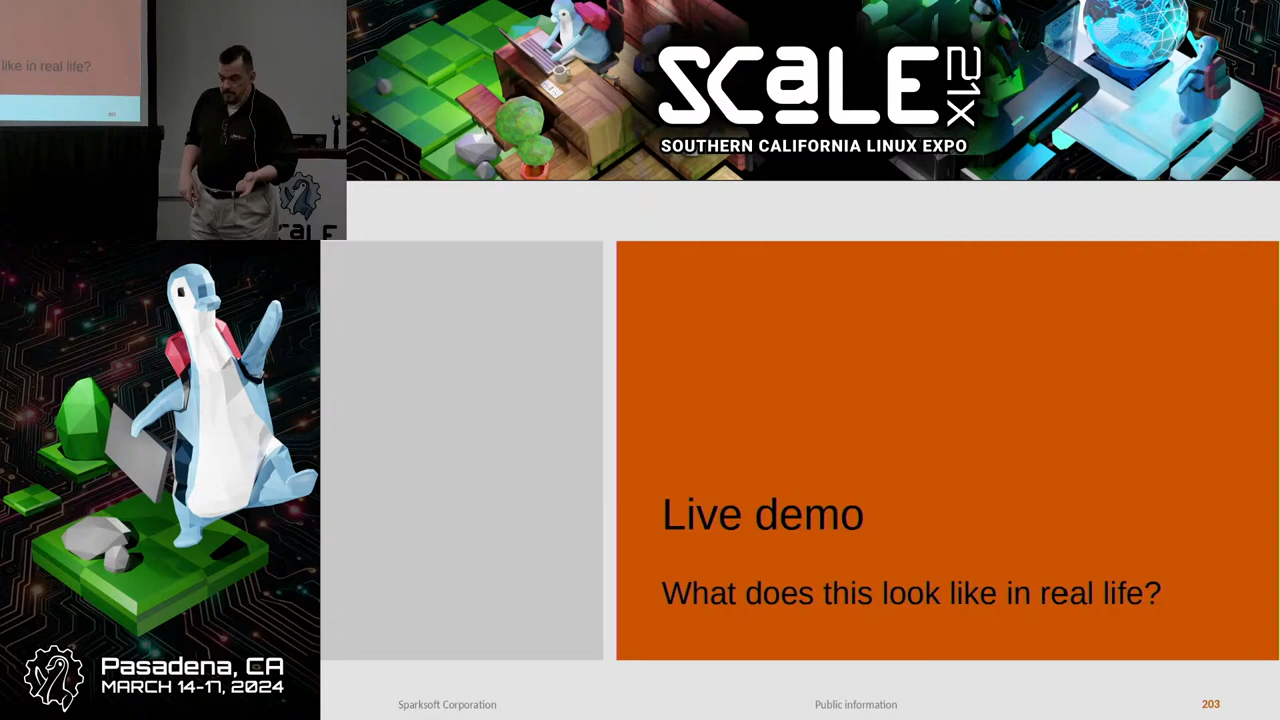 like in real life?
SCaLE 21X
SOUTHERN CALIFORNIA LINUX EXPO
SCaLE
Live demo
What does this look like in real life?
Pasadena, CA
MARCH 14-17, 2024
Sparksoft Corporation
Public information
203